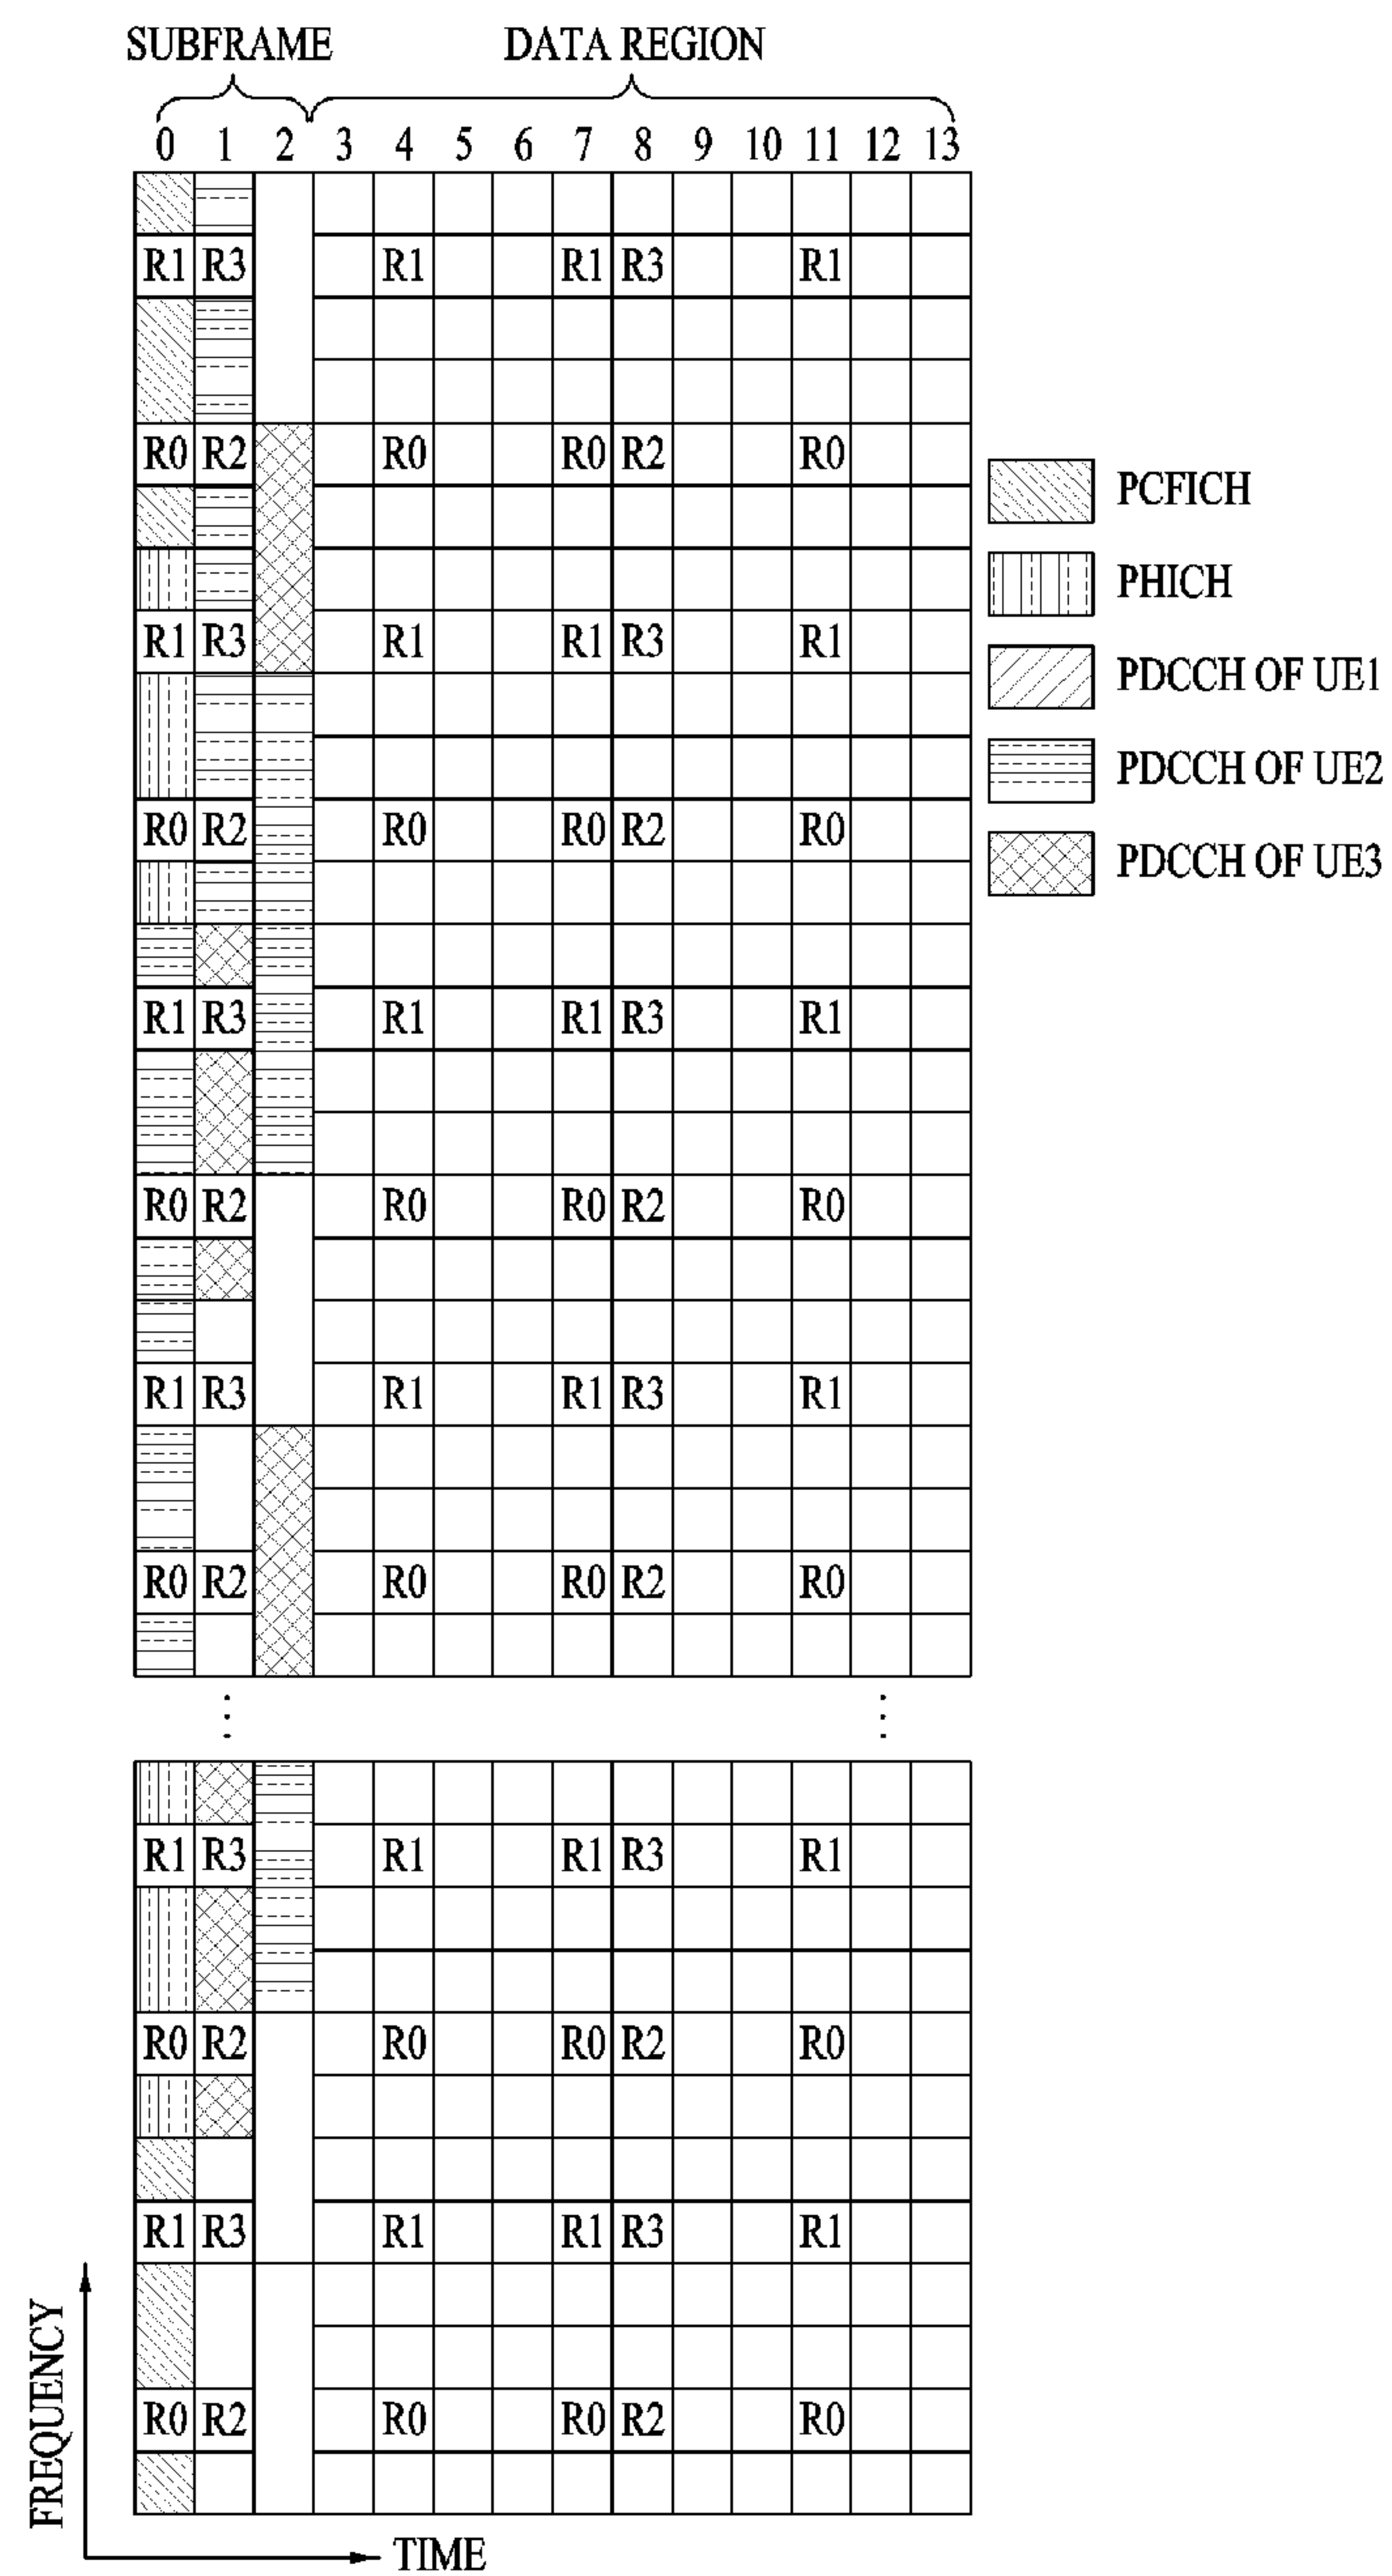 SUBFRAME DATA REGION
0 1 2 3 4 5 6 7 8 9 10 11 12 13
R1 R3 R1 R1 R3 R1
R0 R2 R0 R0 R2 R0
PCFICH
PHICH
R1 R3 R1 R1 R3 R1
PDCCH OF UE1
PDCCH OF UE2
R0 R2 R0 R0 R2 R0
PDCCH OF UE3
R1 R3 R1 R1 R3 R1
R0 R2 R0 R0 R2 R0
R1 R3 R1 R1 R3 R1
R0 R2 R0 R0 R2 R0
R1 R3 R1 R1 R3 R1
R0 R2 R0 R0 R2 R0
R1 R3 R1 R1 R3 R1
R0 R2 R0 R0 R2 R0
FREQUENCY
TIME